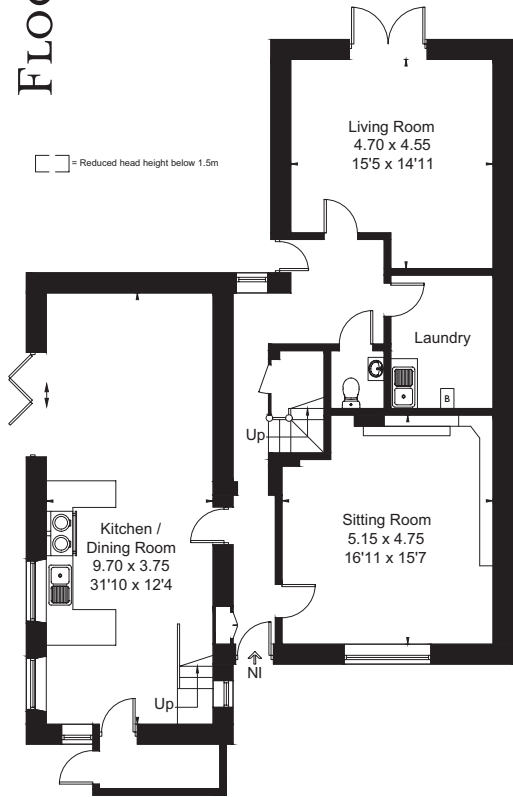 FLOO
= Reduced head height below 1.5m
Living Room
4.70 x 4.55
15'5 x 14'11
Laundry
B
Up
Kitchen /
Dining Room
9.70 x 3.75
31'10 x 12'4
Sitting Room
5.15 x 4.75
16'11 x 15'7
IN
Up